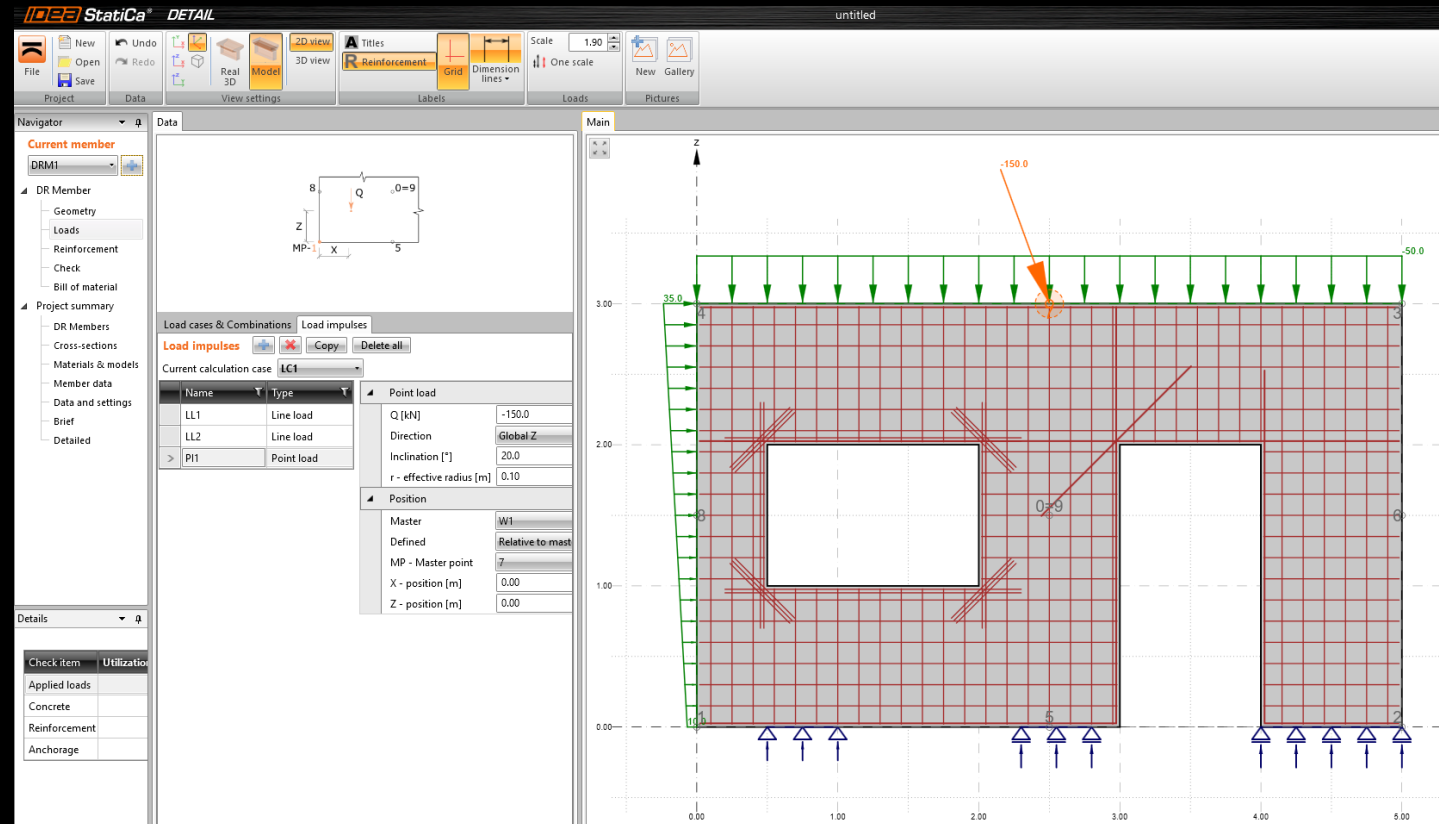 IDEA StatiCa® DETAIL
untitled
File
New
Open
Save
Project
Undo
Redo
Data
Real 3D
Model
2D view
3D view
View settings
A Titles
R Reinforcement
Grid
Dimension lines
Labels
Scale 1.90
One scale
Loads
New
Gallery
Pictures
Navigator
Current member
DRM1
DR Member
Geometry
Loads
Reinforcement
Check
Bill of material
Project summary
DR Members
Cross-sections
Materials & models
Member data
Data and settings
Brief
Detailed
Details
Check item Utilizatio
Applied loads
Concrete
Reinforcement
Anchorage
Data
8 Q 0=9
Z
MP-1 X 5
Load cases & Combinations Load impulses
Load impulses Copy Delete all
Current calculation case LC1
Name Type
LL1 Line load
LL2 Line load
> PI1 Point load
Point load
Q [kN] -150.0
Direction Global Z
Inclination [°] 20.0
r - effective radius [m] 0.10
Position
Master W1
Defined Relative to mast
MP - Master point 7
X - position [m] 0.00
Z - position [m] 0.00
Main
z
-150.0
-50.0
35.0
3.00
4 3
2.00
8 0=9 6
1.00
10.0
1 5 2
0.00
0.00 1.00 2.00 3.00 4.00 5.00